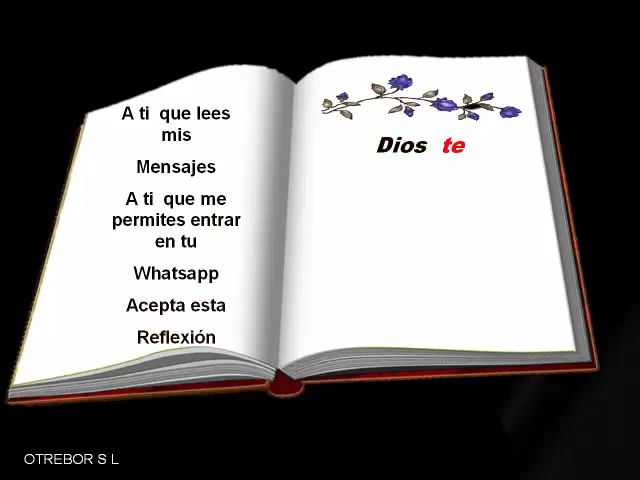 A ti que lees
mis
Mensajes
A ti que me
permites entrar
en tu
Whatsapp
Acepta esta
Reflexión
Dios te
OTREBOR S L